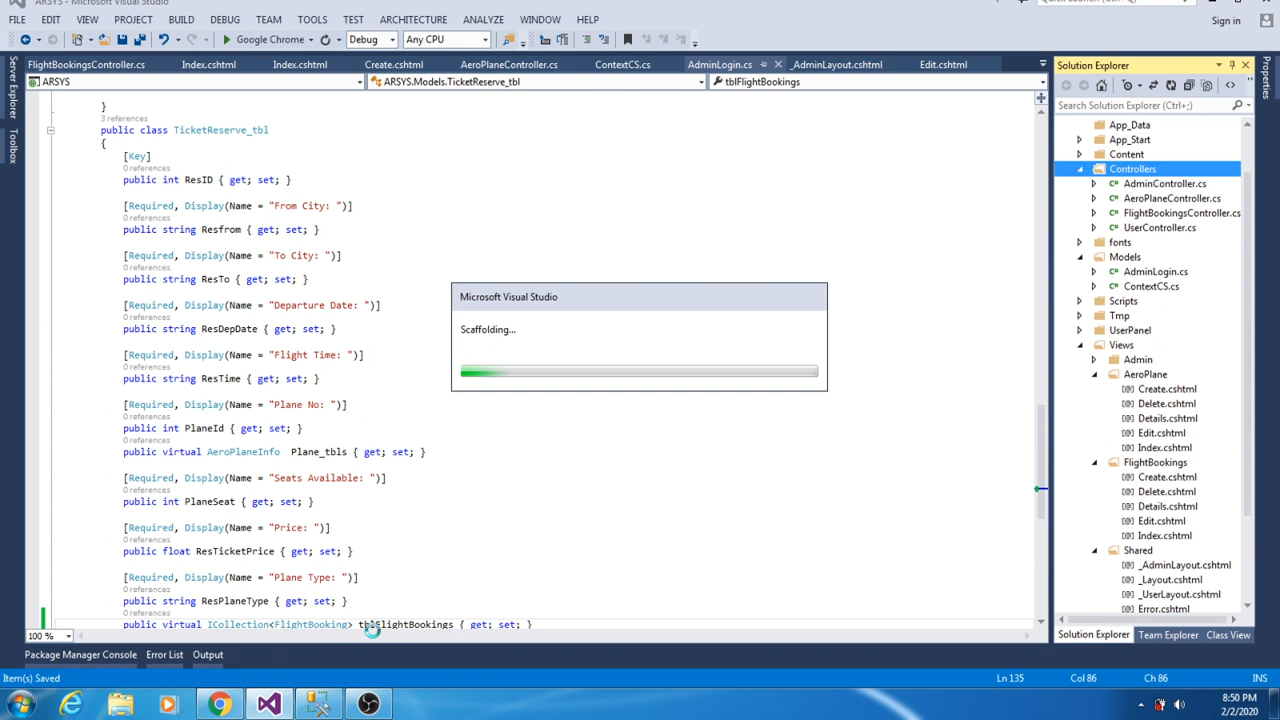 ARSYS - Microsoft Visual Studio
Quick Launch (Ctrl+Q)
FILE EDIT VIEW PROJECT BUILD DEBUG TEAM TOOLS TEST ARCHITECTURE ANALYZE WINDOW HELP
Sign in
Google Chrome Debug Any CPU
FlightBookingsController.cs Index.cshtml Index.cshtml Create.cshtml AeroPlaneController.cs ContextCS.cs AdminLogin.cs _AdminLayout.cshtml Edit.cshtml
ARSYS ARSYS.Models.TicketReserve_tbl tblFlightBookings
}
3 references
public class TicketReserve_tbl
{
[Key]
0 references
public int ResID { get; set; }
[Required, Display(Name = "From City: ")]
0 references
public string Resfrom { get; set; }
[Required, Display(Name = "To City: ")]
0 references
public string ResTo { get; set; }
[Required, Display(Name = "Departure Date: ")]
0 references
public string ResDepDate { get; set; }
[Required, Display(Name = "Flight Time: ")]
0 references
public string ResTime { get; set; }
[Required, Display(Name = "Plane No: ")]
0 references
public int PlaneId { get; set; }
0 references
public virtual AeroPlaneInfo Plane_tbls { get; set; }
[Required, Display(Name = "Seats Available: ")]
0 references
public int PlaneSeat { get; set; }
[Required, Display(Name = "Price: ")]
0 references
public float ResTicketPrice { get; set; }
[Required, Display(Name = "Plane Type: ")]
0 references
public string ResPlaneType { get; set; }
0 references
public virtual ICollection<FlightBooking> tblFlightBookings { get; set; }
100 %
Microsoft Visual Studio
Scaffolding...
Server Explorer
Toolbox
Solution Explorer
Search Solution Explorer (Ctrl+;)
App_Data
App_Start
Content
Controllers
AdminController.cs
AeroPlaneController.cs
FlightBookingsController.cs
UserController.cs
fonts
Models
AdminLogin.cs
ContextCS.cs
Scripts
Tmp
UserPanel
Views
Admin
AeroPlane
Create.cshtml
Delete.cshtml
Details.cshtml
Edit.cshtml
Index.cshtml
FlightBookings
Create.cshtml
Delete.cshtml
Details.cshtml
Edit.cshtml
Index.cshtml
Shared
_AdminLayout.cshtml
_Layout.cshtml
_UserLayout.cshtml
Error.cshtml
Solution Explorer Team Explorer Class View
Properties
Package Manager Console Error List Output
Item(s) Saved Ln 135 Col 86 Ch 86 INS
8:50 PM
2/2/2020